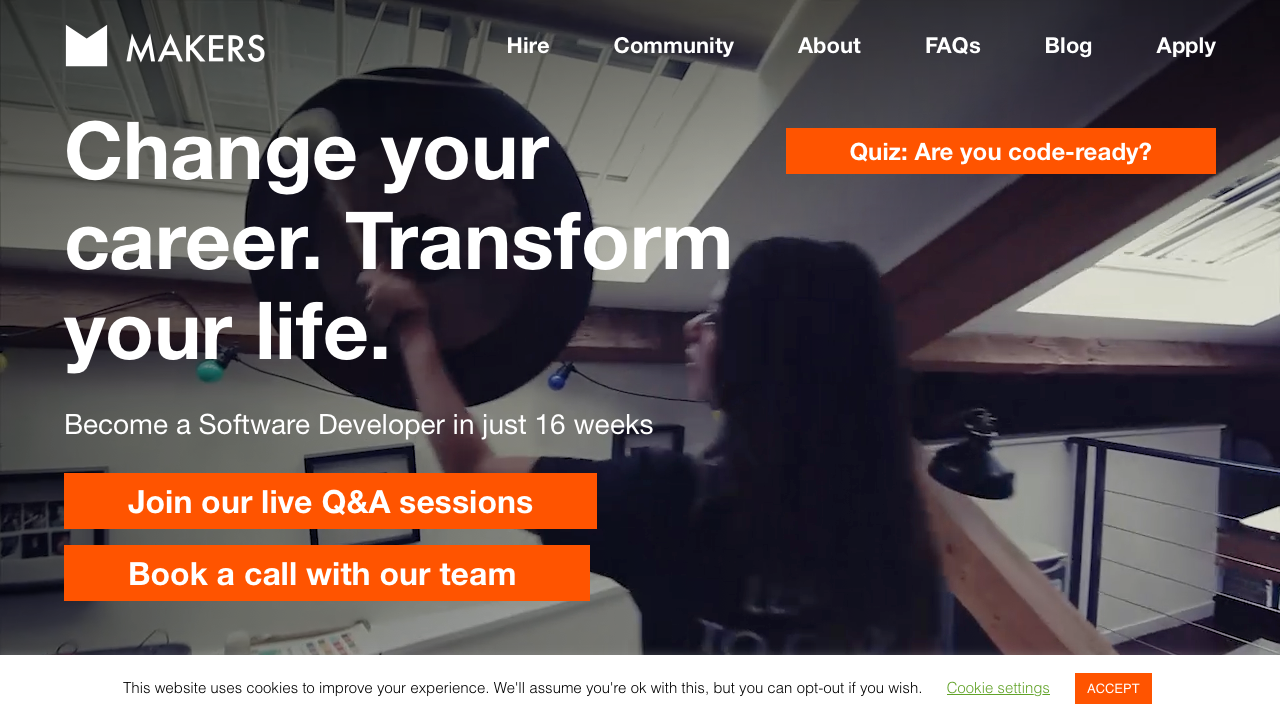 MAKERS
Hire
Community
About
FAQs
Blog
Apply
Change your
career. Transform
your life.
Quiz: Are you code-ready?
Become a Software Developer in just 16 weeks
Join our live Q&A sessions
Book a call with our team
This website uses cookies to improve your experience. We'll assume you're ok with this, but you can opt-out if you wish.
Cookie settings
ACCEPT